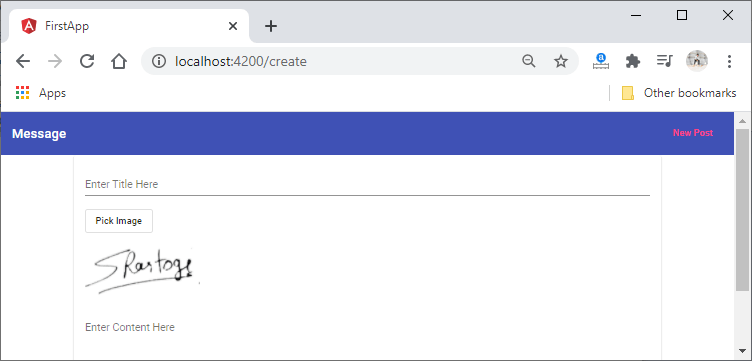 FirstApp
localhost:4200/create
Apps
Other bookmarks
Message
New Post
Enter Title Here
Pick Image
SRastogi
Enter Content Here